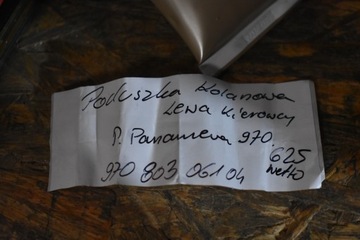 Poduszka kolanowa
Lewa Kierowcy
P. Panamera 970.
970 803 061 04
625
netto